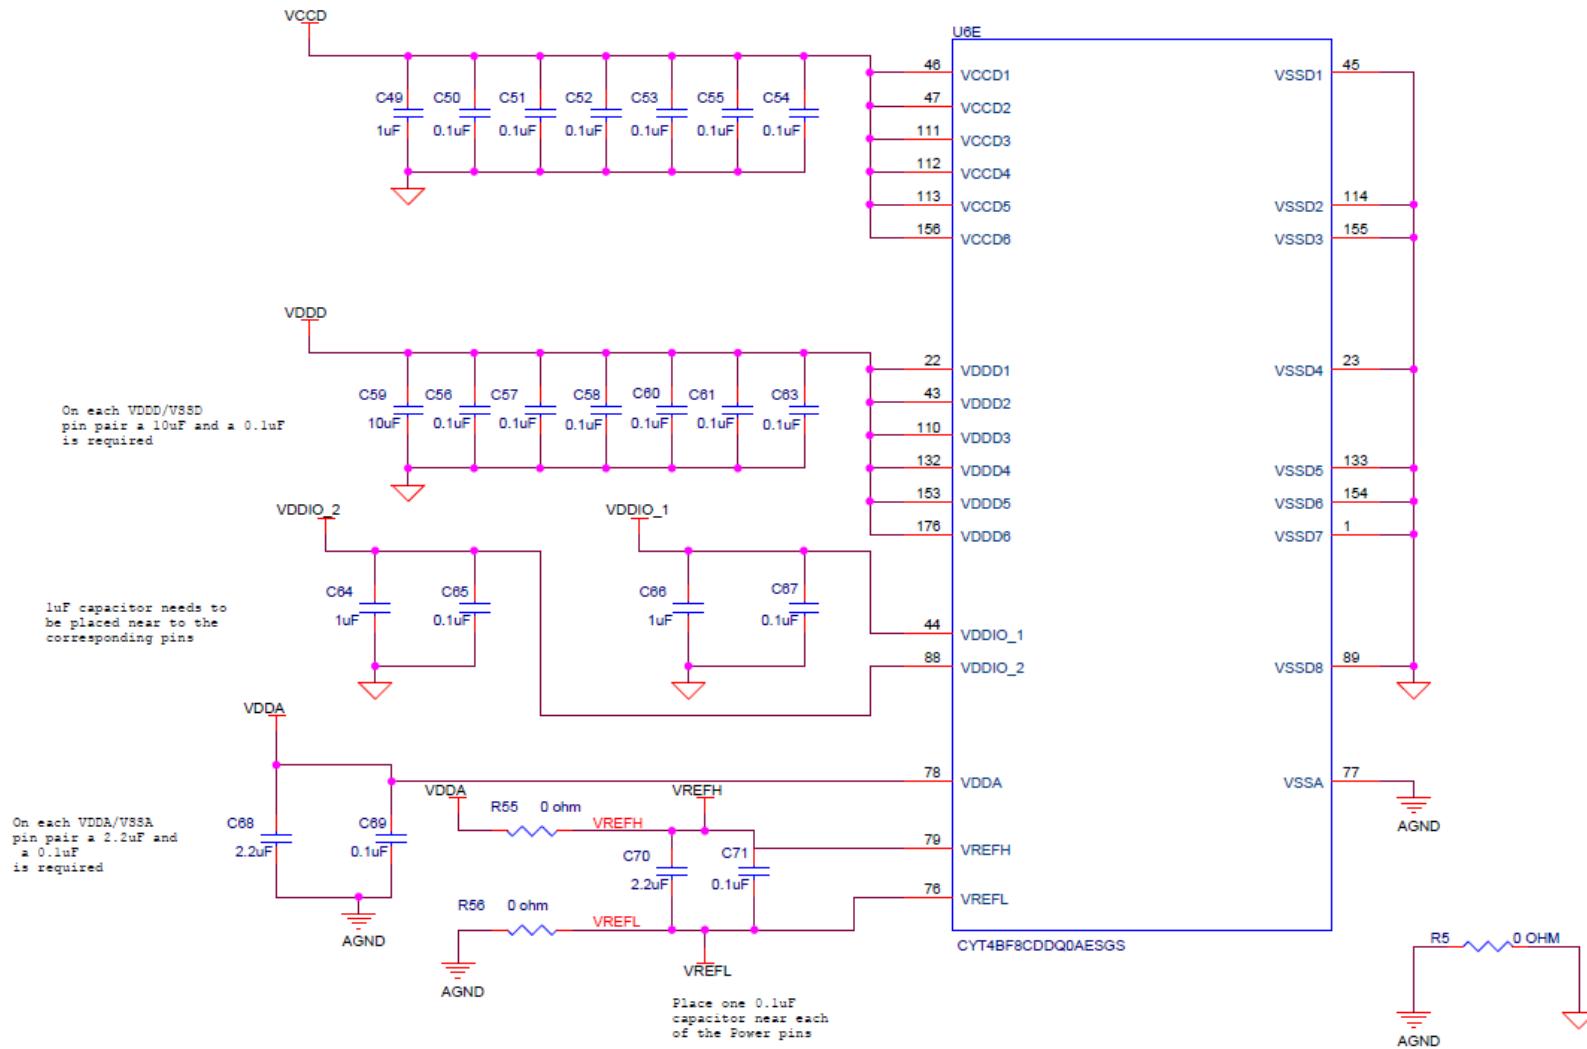 VCCD
U6E
C49 C50 C51 C52 C53 C55 C54
1uF 0.1uF 0.1uF 0.1uF 0.1uF 0.1uF 0.1uF
46 VCCD1 VSSD1 45
47 VCCD2
111 VCCD3
112 VCCD4
113 VCCD5 VSSD2 114
156 VCCD6 VSSD3 155
VDDD
C59 C56 C57 C58 C60 C61 C63
10uF 0.1uF 0.1uF 0.1uF 0.1uF 0.1uF 0.1uF
On each VDDD/VSSD
pin pair a 10uF and a 0.1uF
is required
22 VDDD1 VSSD4 23
43 VDDD2
110 VDDD3
132 VDDD4 VSSD5 133
153 VDDD5 VSSD6 154
176 VDDD6 VSSD7 1
VDDIO_2 VDDIO_1
C64 C65 C66 C67
1uF 0.1uF 1uF 0.1uF
1uF capacitor needs to
be placed near to the
corresponding pins
44 VDDIO_1
88 VDDIO_2 VSSD8 89
VDDA
78 VDDA VSSA 77
AGND
C68 C69
2.2uF 0.1uF
On each VDDA/VSSA
pin pair a 2.2uF and
a 0.1uF
is required
AGND
VDDA VREFH
R55 0 ohm
VREFH
C70 C71
2.2uF 0.1uF
79 VREFH
76 VREFL
R56 0 ohm
VREFL
AGND
VREFL
CYT4BF8CDDQ0AESGS
Place one 0.1uF
capacitor near each
of the Power pins
R5 0 OHM
AGND